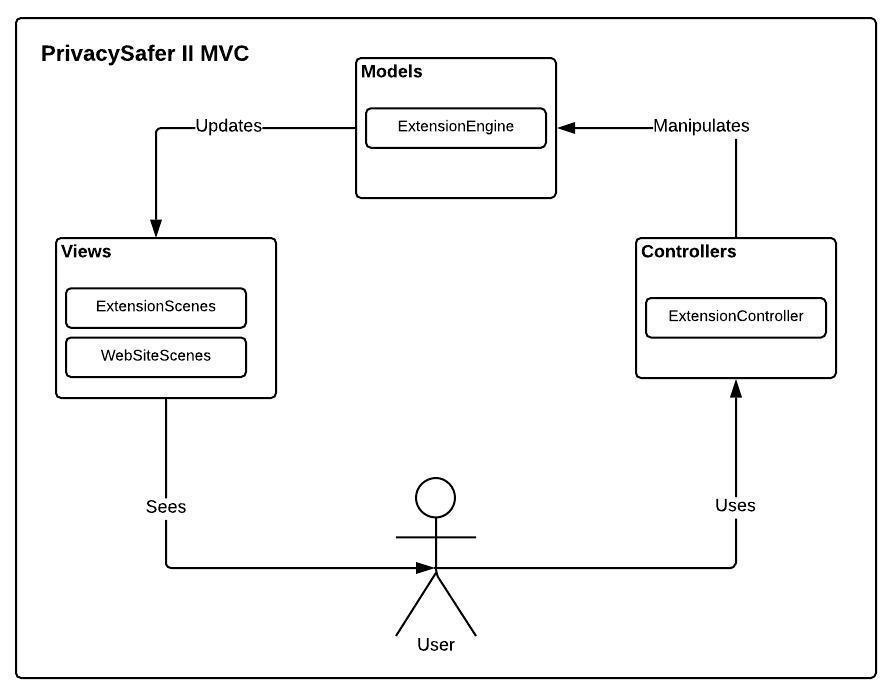 PrivacySafer II MVC
Models
ExtensionEngine
Updates
Manipulates
Views
ExtensionScenes
WebSiteScenes
Controllers
ExtensionController
Sees
Uses
User